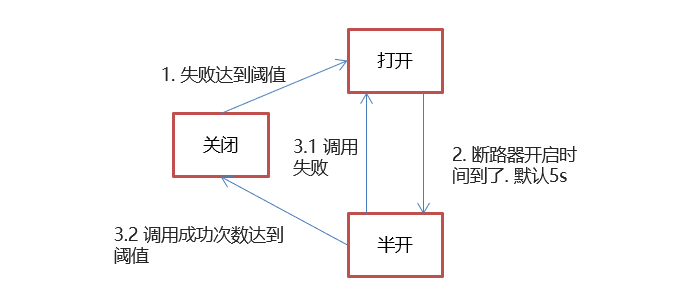 打开
1. 失败达到阈值
关闭
3.1 调用
失败
2. 断路器开启时
间到了. 默认5s
3.2 调用成功次数达到
阈值
半开